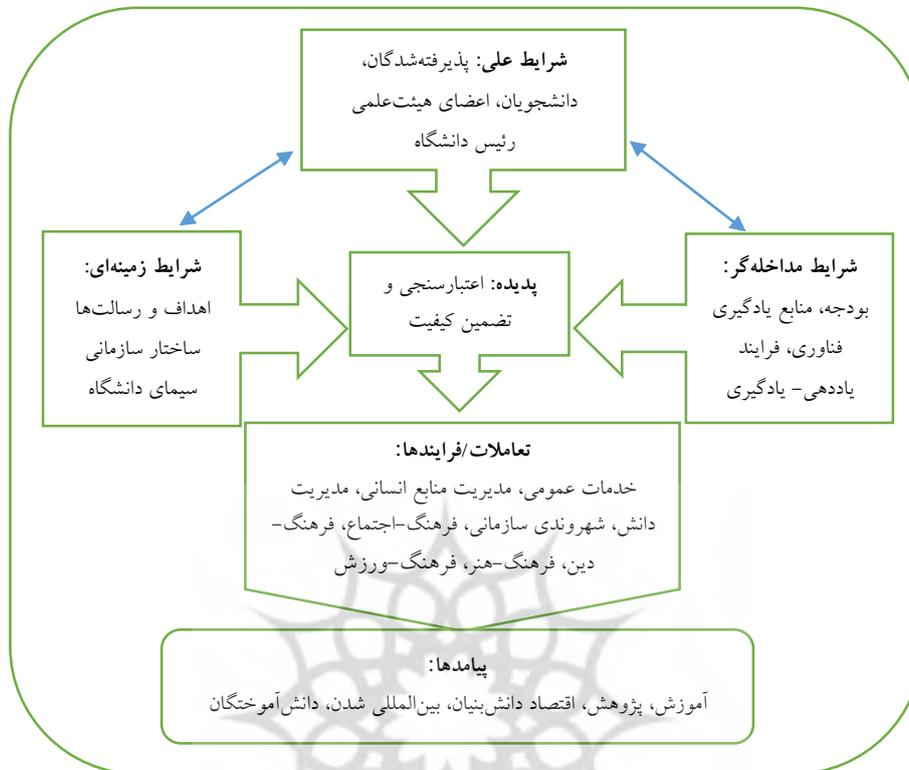 شرایط علی: پذیرفته‌شدگان،
دانشجویان، اعضای هیئت‌علمی
رئیس دانشگاه
شرایط مداخله‌گر:
بودجه، منابع یادگیری
فناوری، فرایند
یاددهی- یادگیری
پدیده: اعتبارسنجی و
تضمین کیفیت
شرایط زمینه‌ای:
اهداف و رسالت‌ها
ساختار سازمانی
سیمای دانشگاه
تعاملات/فرایندها:
خدمات عمومی، مدیریت منابع انسانی، مدیریت
دانش، شهروندی سازمانی، فرهنگ-اجتماع، فرهنگ-
دین، فرهنگ-هنر، فرهنگ-ورزش
پیامدها:
آموزش، پژوهش، اقتصاد دانش‌بنیان، بین‌المللی شدن، دانش‌آموختگان